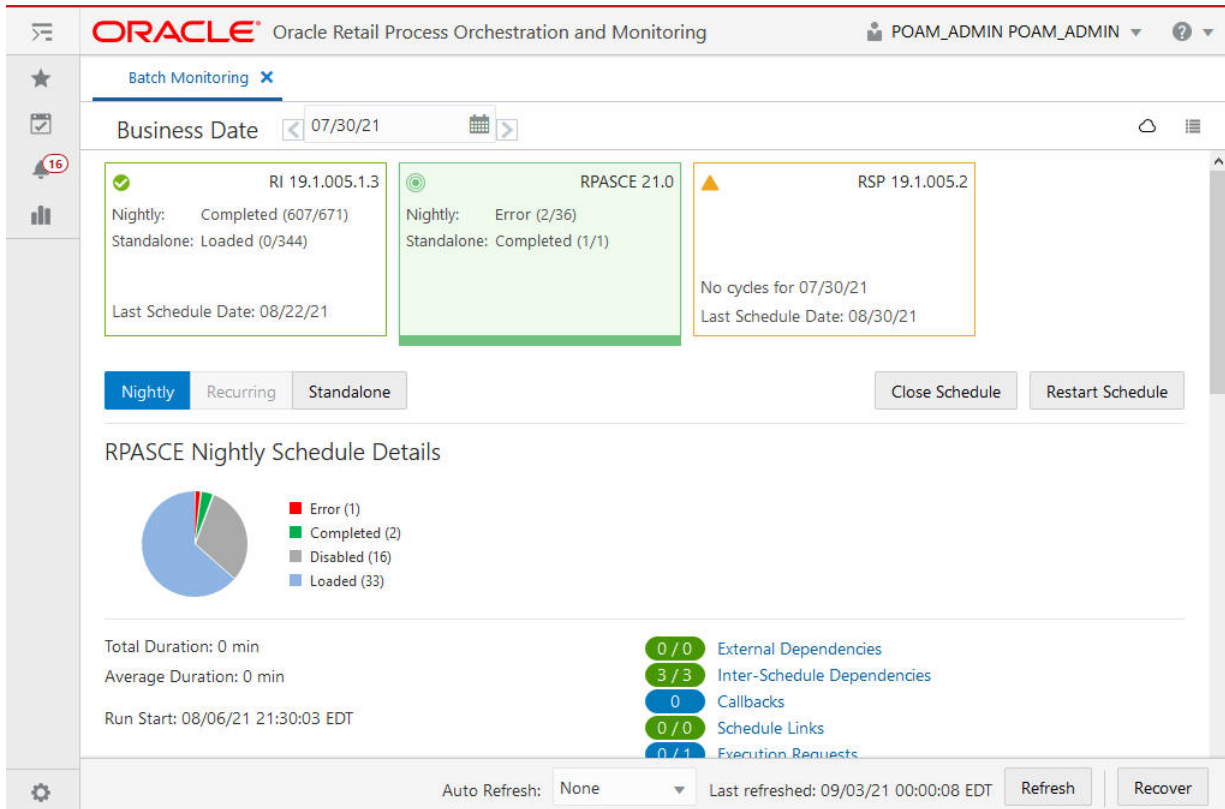 ORACLE Oracle Retail Process Orchestration and Monitoring POAM_ADMIN POAM_ADMIN ?
Batch Monitoring
Business Date 07/30/21
16
RI 19.1.005.1.3
Nightly: Completed (607/671)
Standalone: Loaded (0/344)
Last Schedule Date: 08/22/21
RPASCE 21.0
Nightly: Error (2/36)
Standalone: Completed (1/1)
RSP 19.1.005.2
No cycles for 07/30/21
Last Schedule Date: 08/30/21
Nightly Recurring Standalone Close Schedule Restart Schedule
RPASCE Nightly Schedule Details
Error (1)
Completed (2)
Disabled (16)
Loaded (33)
Total Duration: 0 min
Average Duration: 0 min
Run Start: 08/06/21 21:30:03 EDT
0 / 0 External Dependencies
3 / 3 Inter-Schedule Dependencies
0 Callbacks
0 / 0 Schedule Links
0 / 1 Execution Requests
Auto Refresh: None Last refreshed: 09/03/21 00:00:08 EDT Refresh Recover